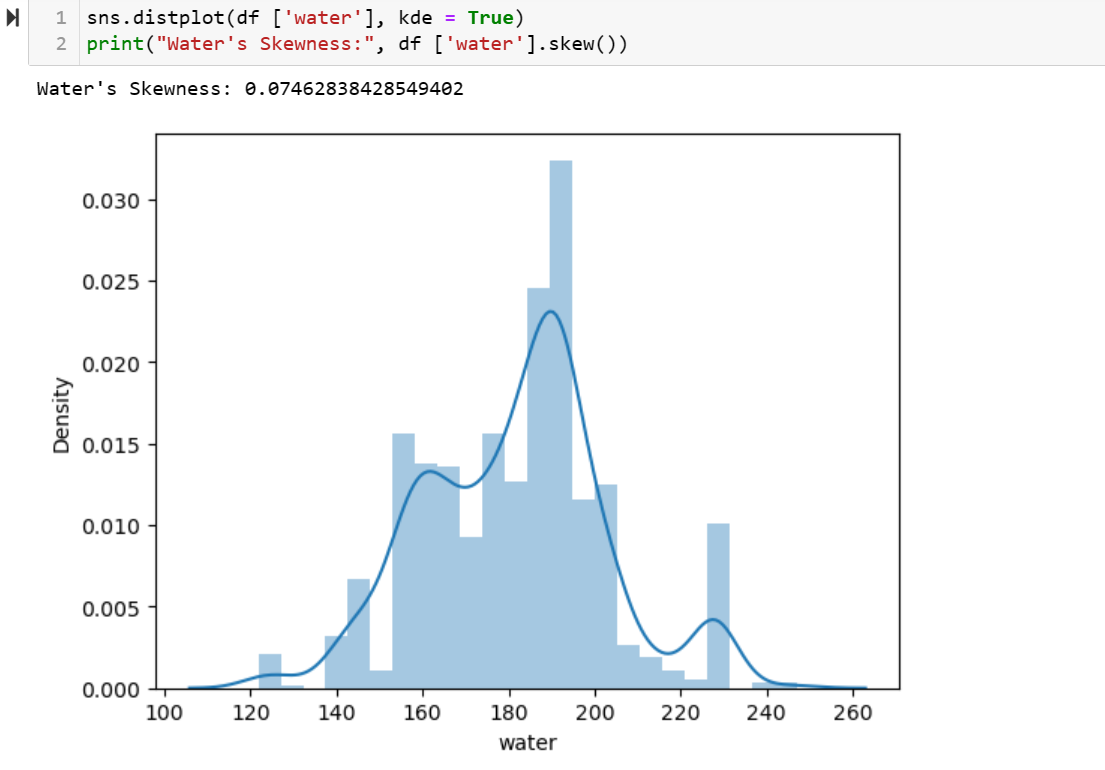 1 sns.distplot(df ['water'], kde = True)
2 print("Water's Skewness:", df ['water'].skew())
Water's Skewness: 0.07462838428549402
0.030
0.025
0.020
0.015
0.010
0.005
0.000
Density
100 120 140 160 180 200 220 240 260
water